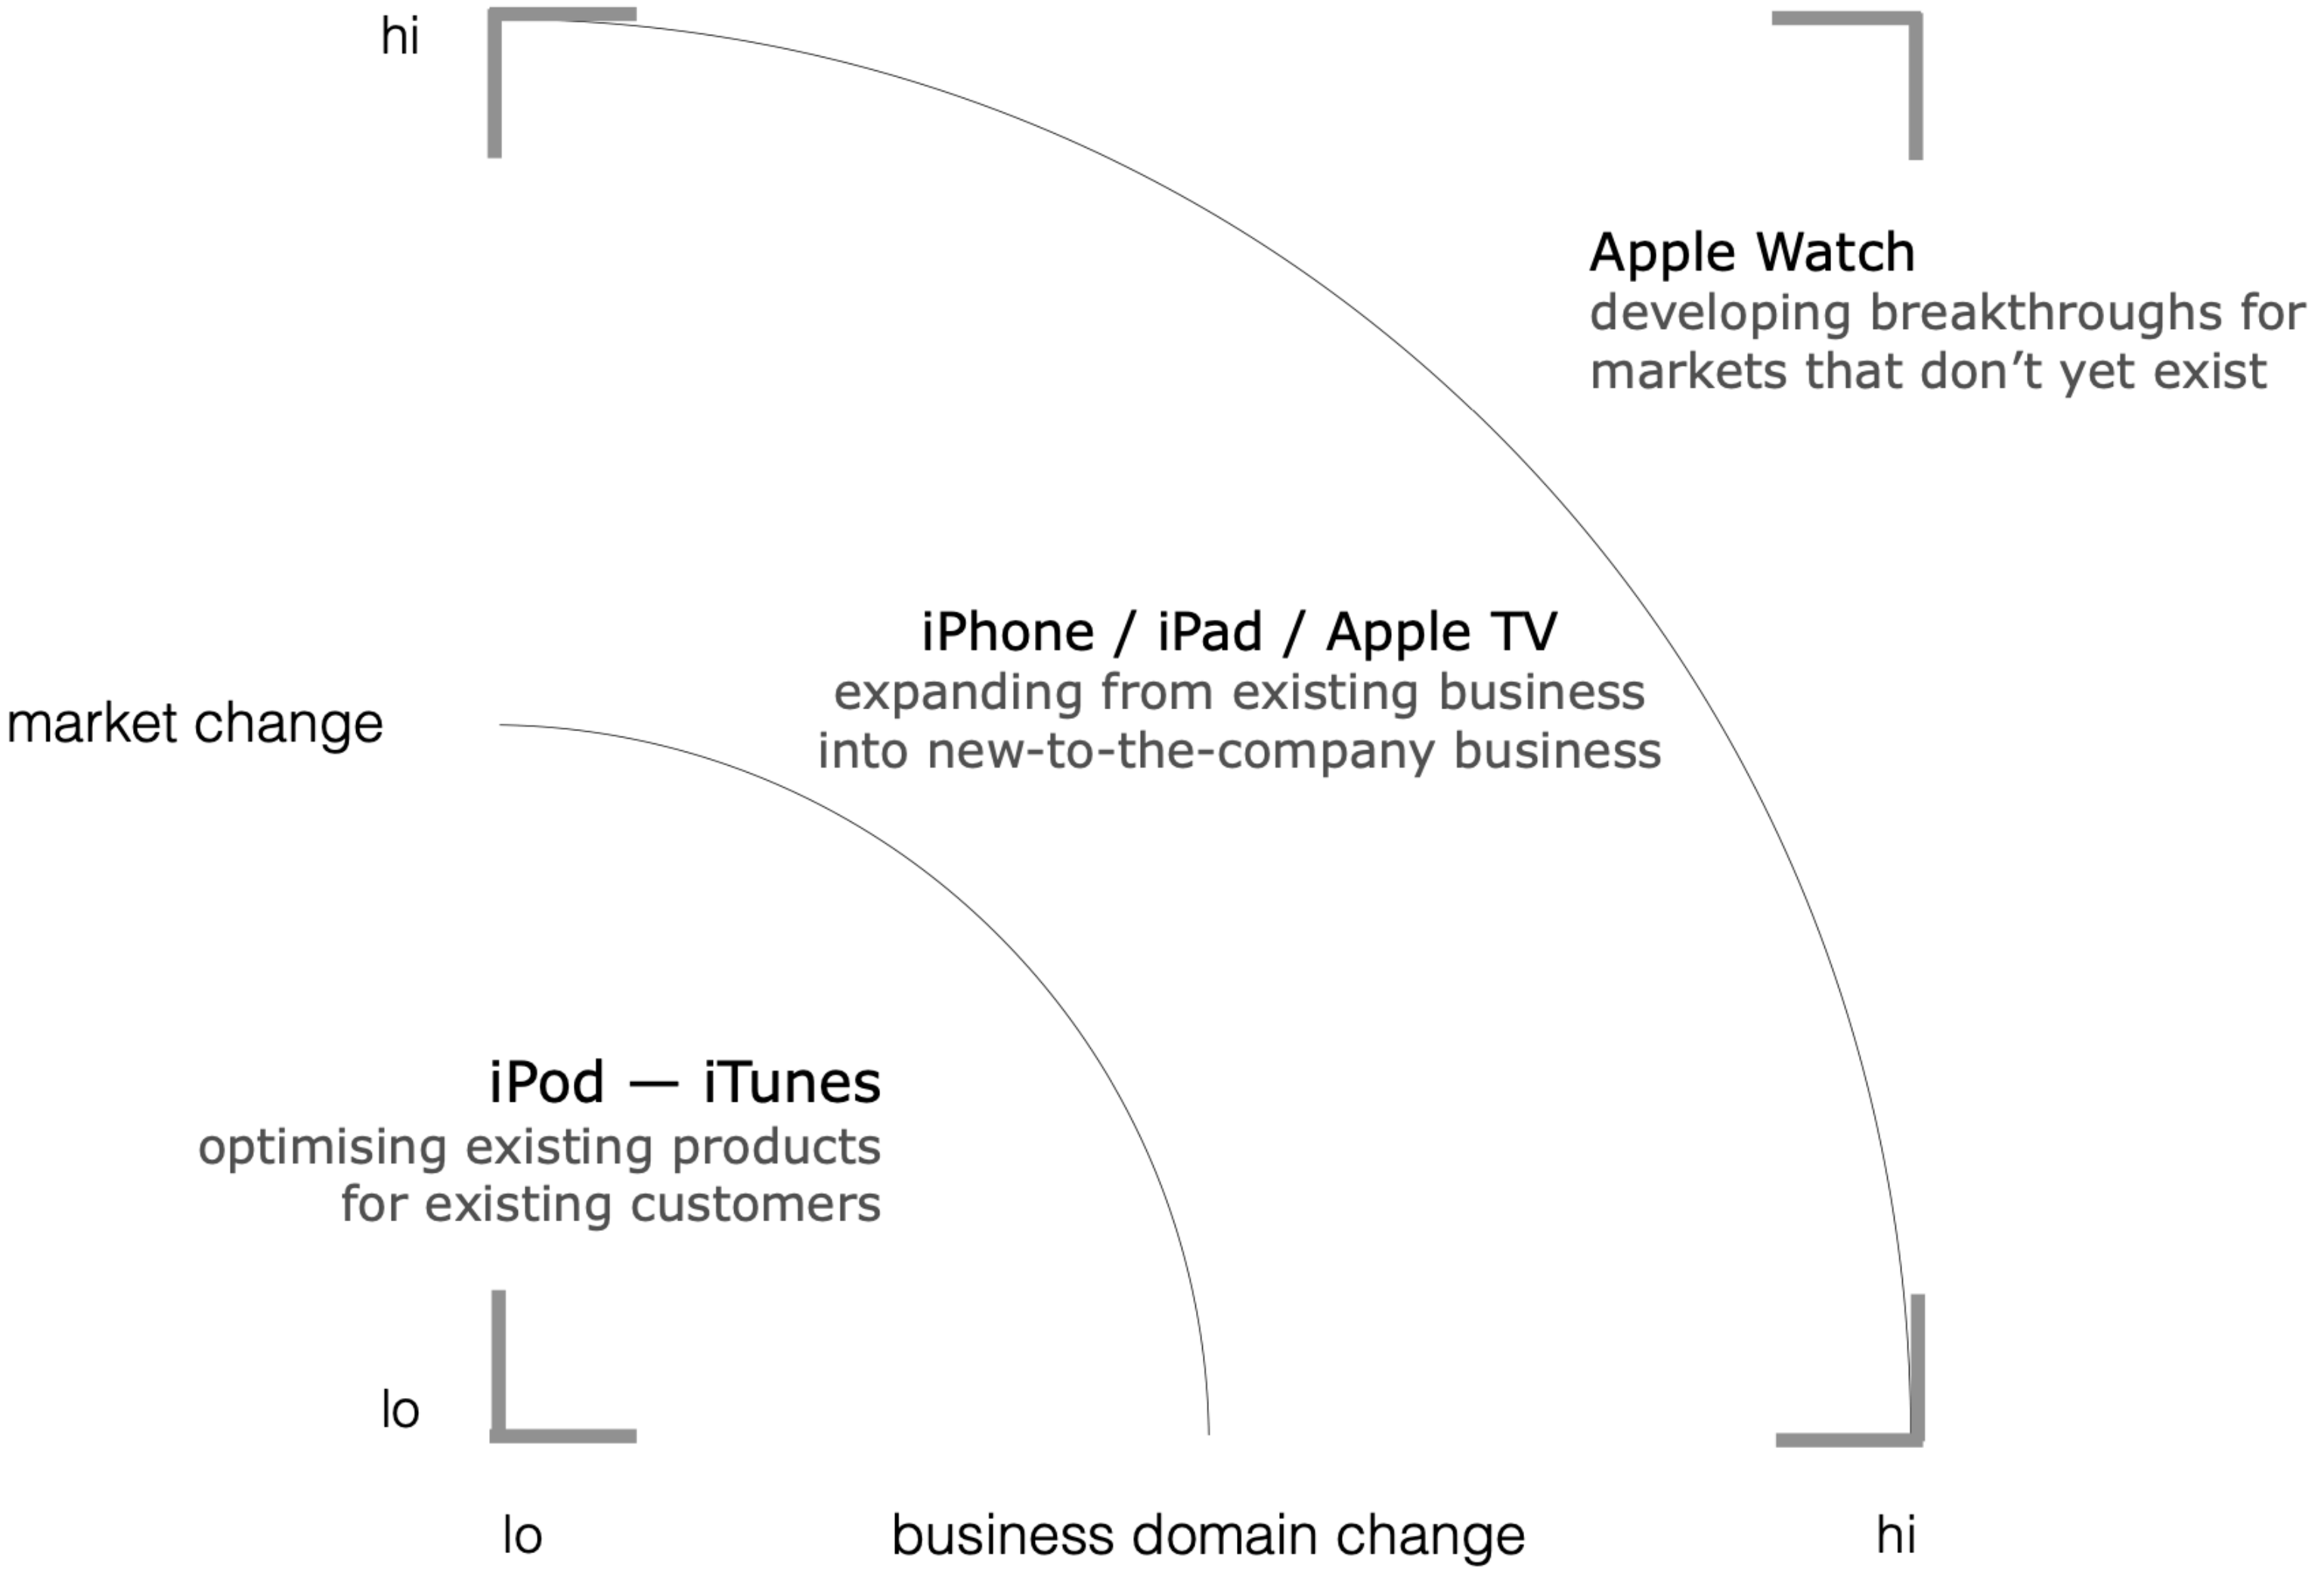 hi
Apple Watch
developing breakthroughs for
markets that don’t yet exist
iPhone / iPad / Apple TV
expanding from existing business
into new-to-the-company business
market change
iPod — iTunes
optimising existing products
for existing customers
lo
lo
business domain change
hi